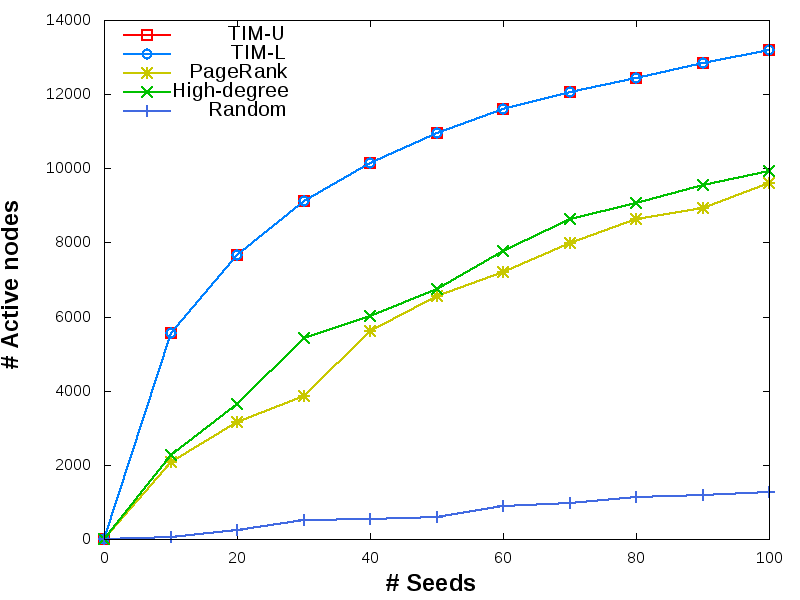 14000
12000
10000
8000
6000
4000
2000
0
# Active nodes
TIM-U
TIM-L
PageRank
High-degree
Random
0 20 40 60 80 100
# Seeds